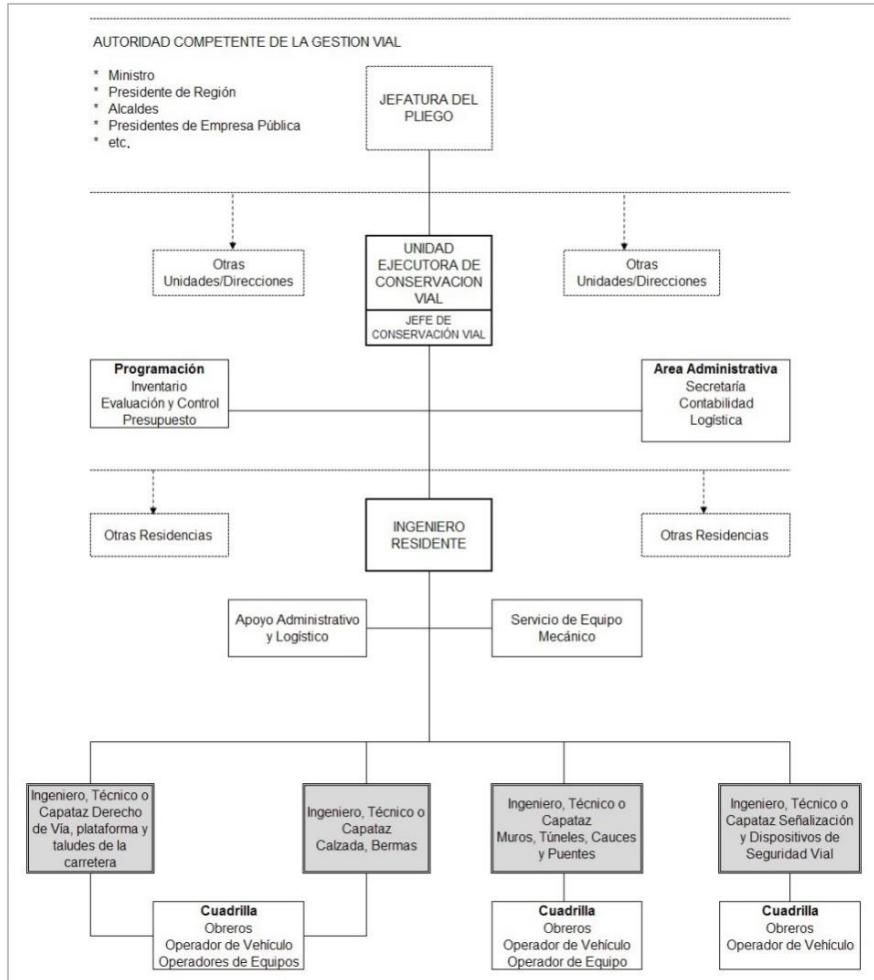 AUTORIDAD COMPETENTE DE LA GESTION VIAL
* Ministro
* Presidente de Región
* Alcaldes
* Presidentes de Empresa Pública
* etc.
JEFATURA DEL
PLIEGO
Otras
Unidades/Direcciones
UNIDAD
EJECUTORA DE
CONSERVACION
VIAL
JEFE DE
CONSERVACIÓN VIAL
Otras
Unidades/Direcciones
Programación
Inventario
Evaluación y Control
Presupuesto
Area Administrativa
Secretaría
Contabilidad
Logística
Otras Residencias
INGENIERO
RESIDENTE
Otras Residencias
Apoyo Administrativo
y Logístico
Servicio de Equipo
Mecánico
Ingeniero, Técnico o
Capataz Derecho
de Vía, plataforma y
taludes de la
carretera
Ingeniero, Técnico o
Capataz
Calzada, Bermas
Ingeniero, Técnico o
Capataz
Muros, Túneles, Cauces
y Puentes
Ingeniero, Técnico o
Capataz Señalización
y Dispositivos de
Seguridad Vial
Cuadrilla
Obreros
Operador de Vehículo
Operadores de Equipos
Cuadrilla
Obreros
Operador de Vehículo
Operador de Equipo
Cuadrilla
Obreros
Operador de Vehículo